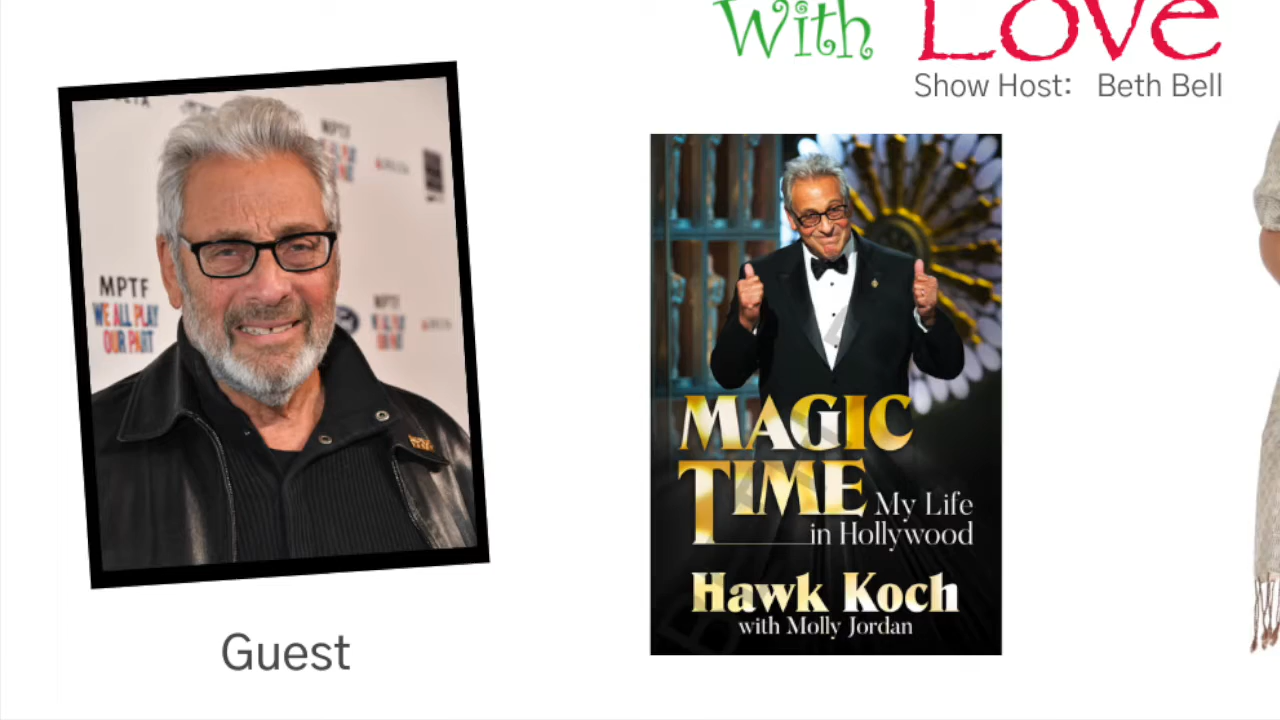 With Love
Show Host: Beth Bell
MPTF
WE ALL PLAY
OUR PART
MPTF
MAGIC
TIME My Life
in Hollywood
Hawk Koch
with Molly Jordan
Guest